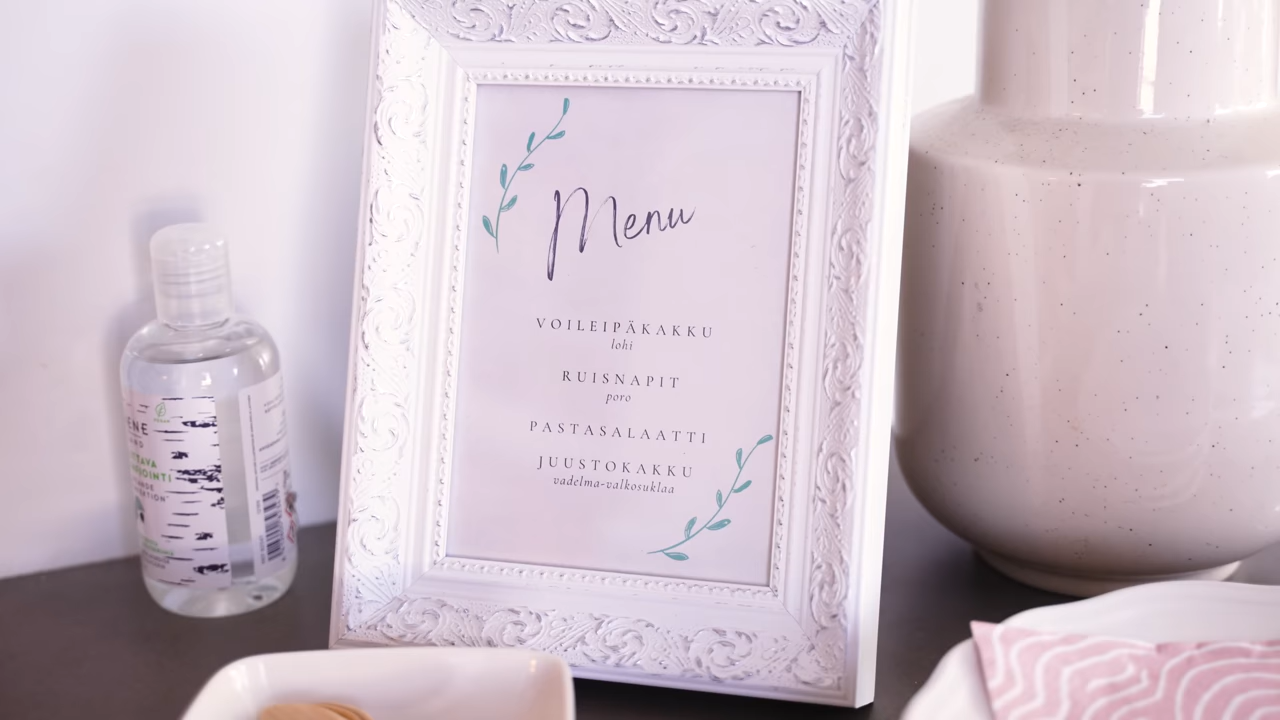 Menu
VOILEIPÄKAKKU
lohi
RUISNAPIT
poro
PASTASALAATTI
JUUSTOKAKKU
vadelma-valkosuklaa